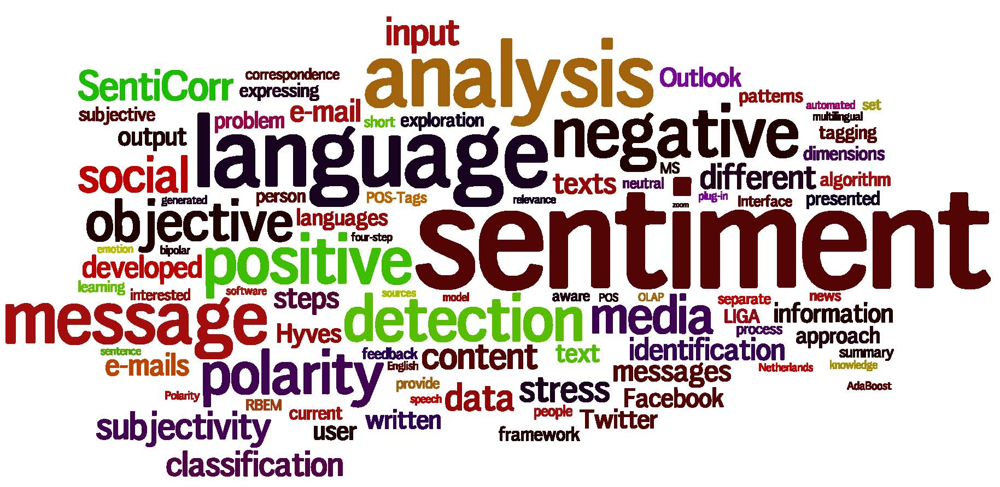 input
analysis
SentiCorr
correspondence
Outlook
expressing
patterns
automated
set
subjective
problem
e-mail
short
exploration
multilingual
output
language
negative
tagging
dimensions
social
MS
texts
neutral
different
algorithm
generated
person
POS-Tags
relevance
plug-in
Interface
presented
zoom
objective
languages
sentiment
four-step
emotion
bipolar
developed
positive
learning
interested
software
steps
sources
model
aware
POS
OLAP
separate
news
message
Hyves
detection
media
LIGA
information
process
approach
sentence
feedback
content
text
identification
summary
e-mails
polarity
English
messages
Netherlands
knowledge
provide
AdaBoost
Polarity
RBEM
speech
data
stress
Facebook
current
people
subjectivity
user
written
Twitter
framework
classification